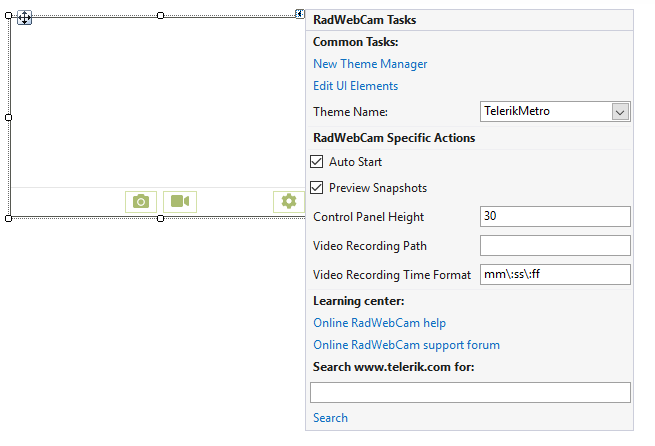 RadWebCam Tasks
Common Tasks:
New Theme Manager
Edit UI Elements
Theme Name: TelerikMetro
RadWebCam Specific Actions
Auto Start
Preview Snapshots
Control Panel Height 30
Video Recording Path
Video Recording Time Format mm\:ss\:ff
Learning center:
Online RadWebCam help
Online RadWebCam support forum
Search www.telerik.com for:
Search